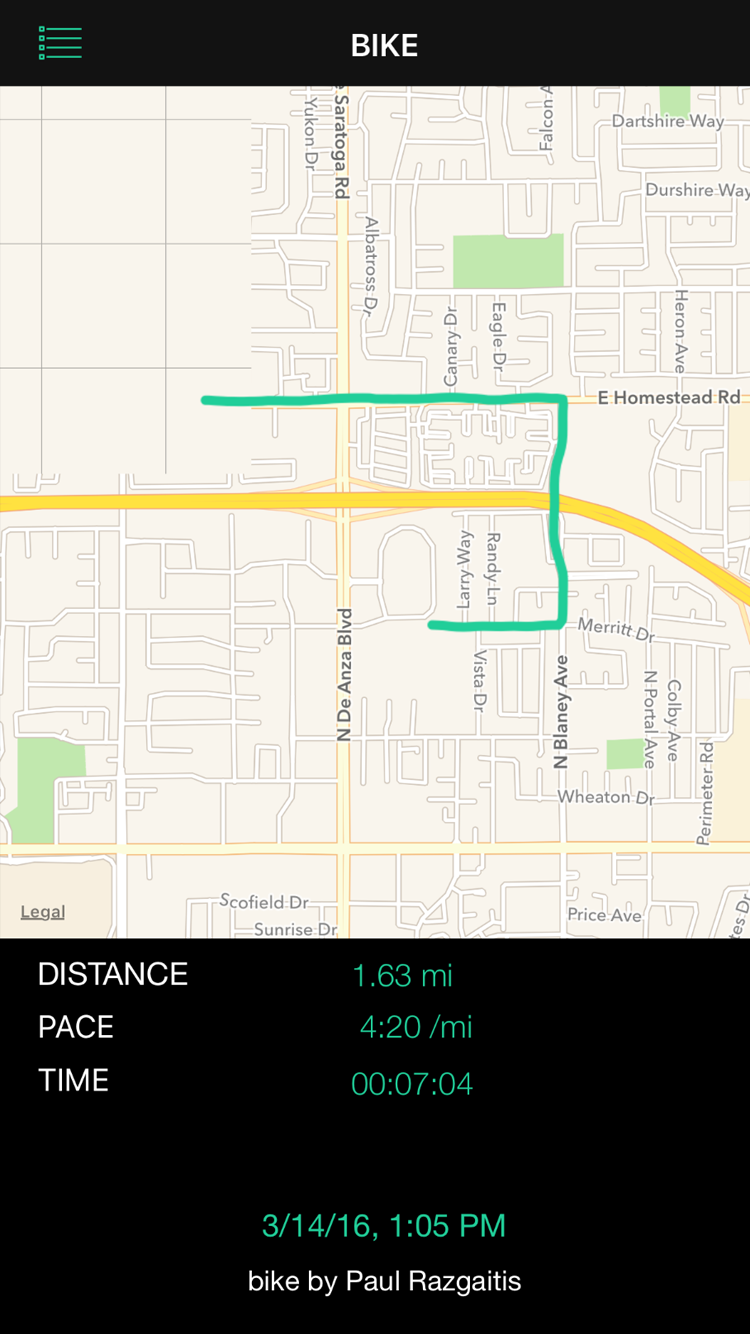 BIKE
Yukon Dr
Saratoga Rd
Falcon A
Dartshire Way
Durshire Way
Albatross Dr
Canary Dr
Eagle Dr
Heron Ave
E Homestead Rd
Larry Way
Randy Ln
Merritt Dr
N De Anza Blvd
Vista Dr
N Blaney Ave
N Portal Ave
Colby Ave
Perimeter Rd
Wheaton Dr
Legal
Scofield Dr
Sunrise Dr
Price Ave
tes Dr
DISTANCE 1.63 mi
PACE 4:20 /mi
TIME 00:07:04
3/14/16, 1:05 PM
bike by Paul Razgaitis